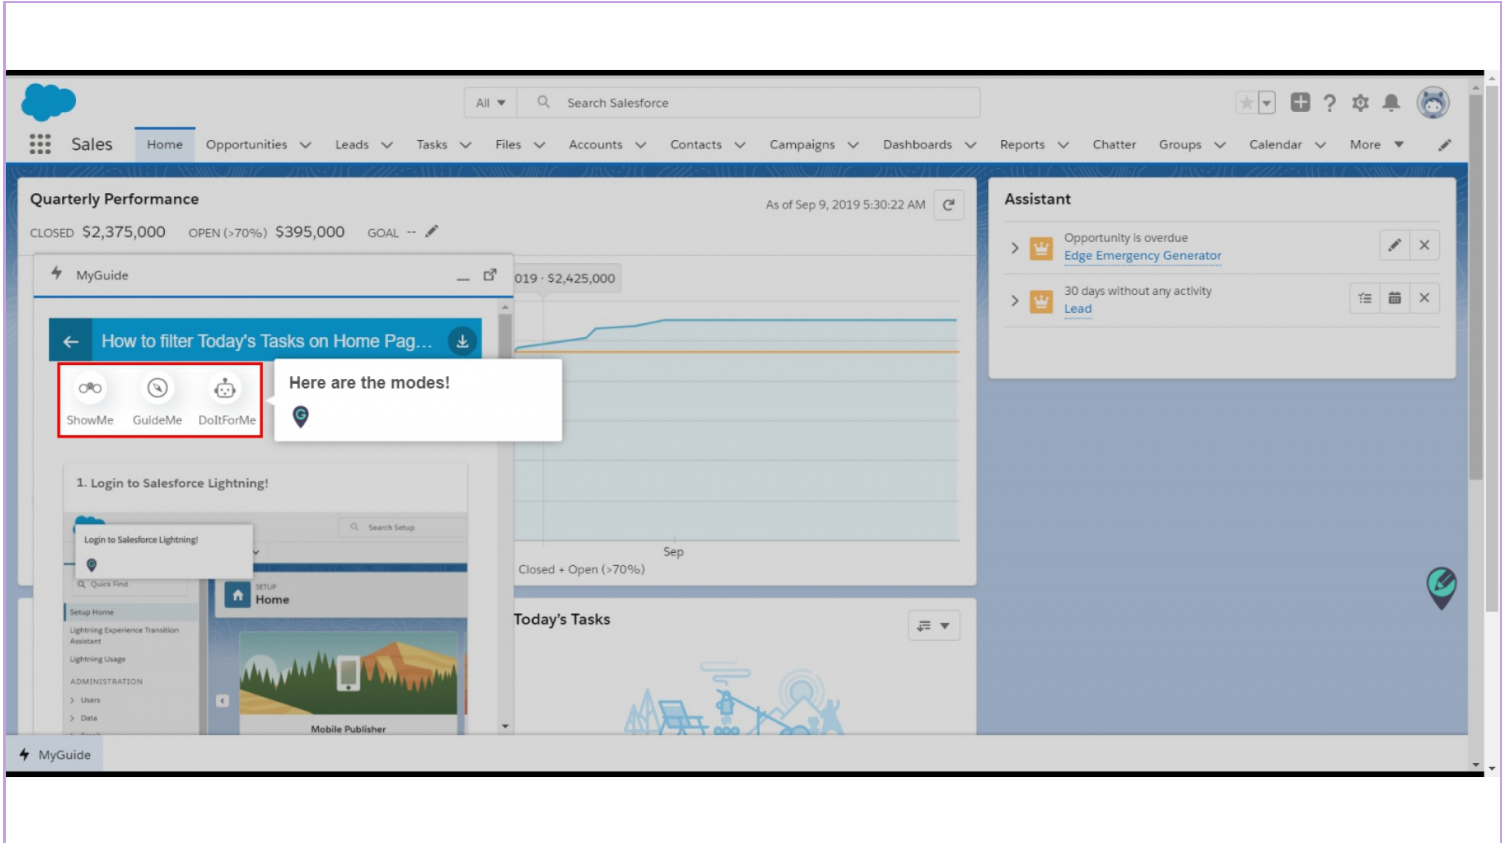 All
Search Salesforce
Sales
Home
Opportunities
Leads
Tasks
Files
Accounts
Contacts
Campaigns
Dashboards
Reports
Chatter
Groups
Calendar
More
Quarterly Performance
As of Sep 9, 2019 5:30:22 AM
CLOSED $2,375,000 OPEN (>70%) $395,000 GOAL --
Assistant
Opportunity is overdue
Edge Emergency Generator
30 days without any activity
Lead
MyGuide
019 · $2,425,000
How to filter Today's Tasks on Home Pag...
ShowMe
GuideMe
DoItForMe
Here are the modes!
1. Login to Salesforce Lightning!
Search Setup
Login to Salesforce Lightning!
Quick Find
SETUP
Home
Setup Home
Lightning Experience Transition
Assistant
Lightning Usage
ADMINISTRATION
Users
Data
Mobile Publisher
Sep
Closed + Open (>70%)
Today's Tasks
MyGuide